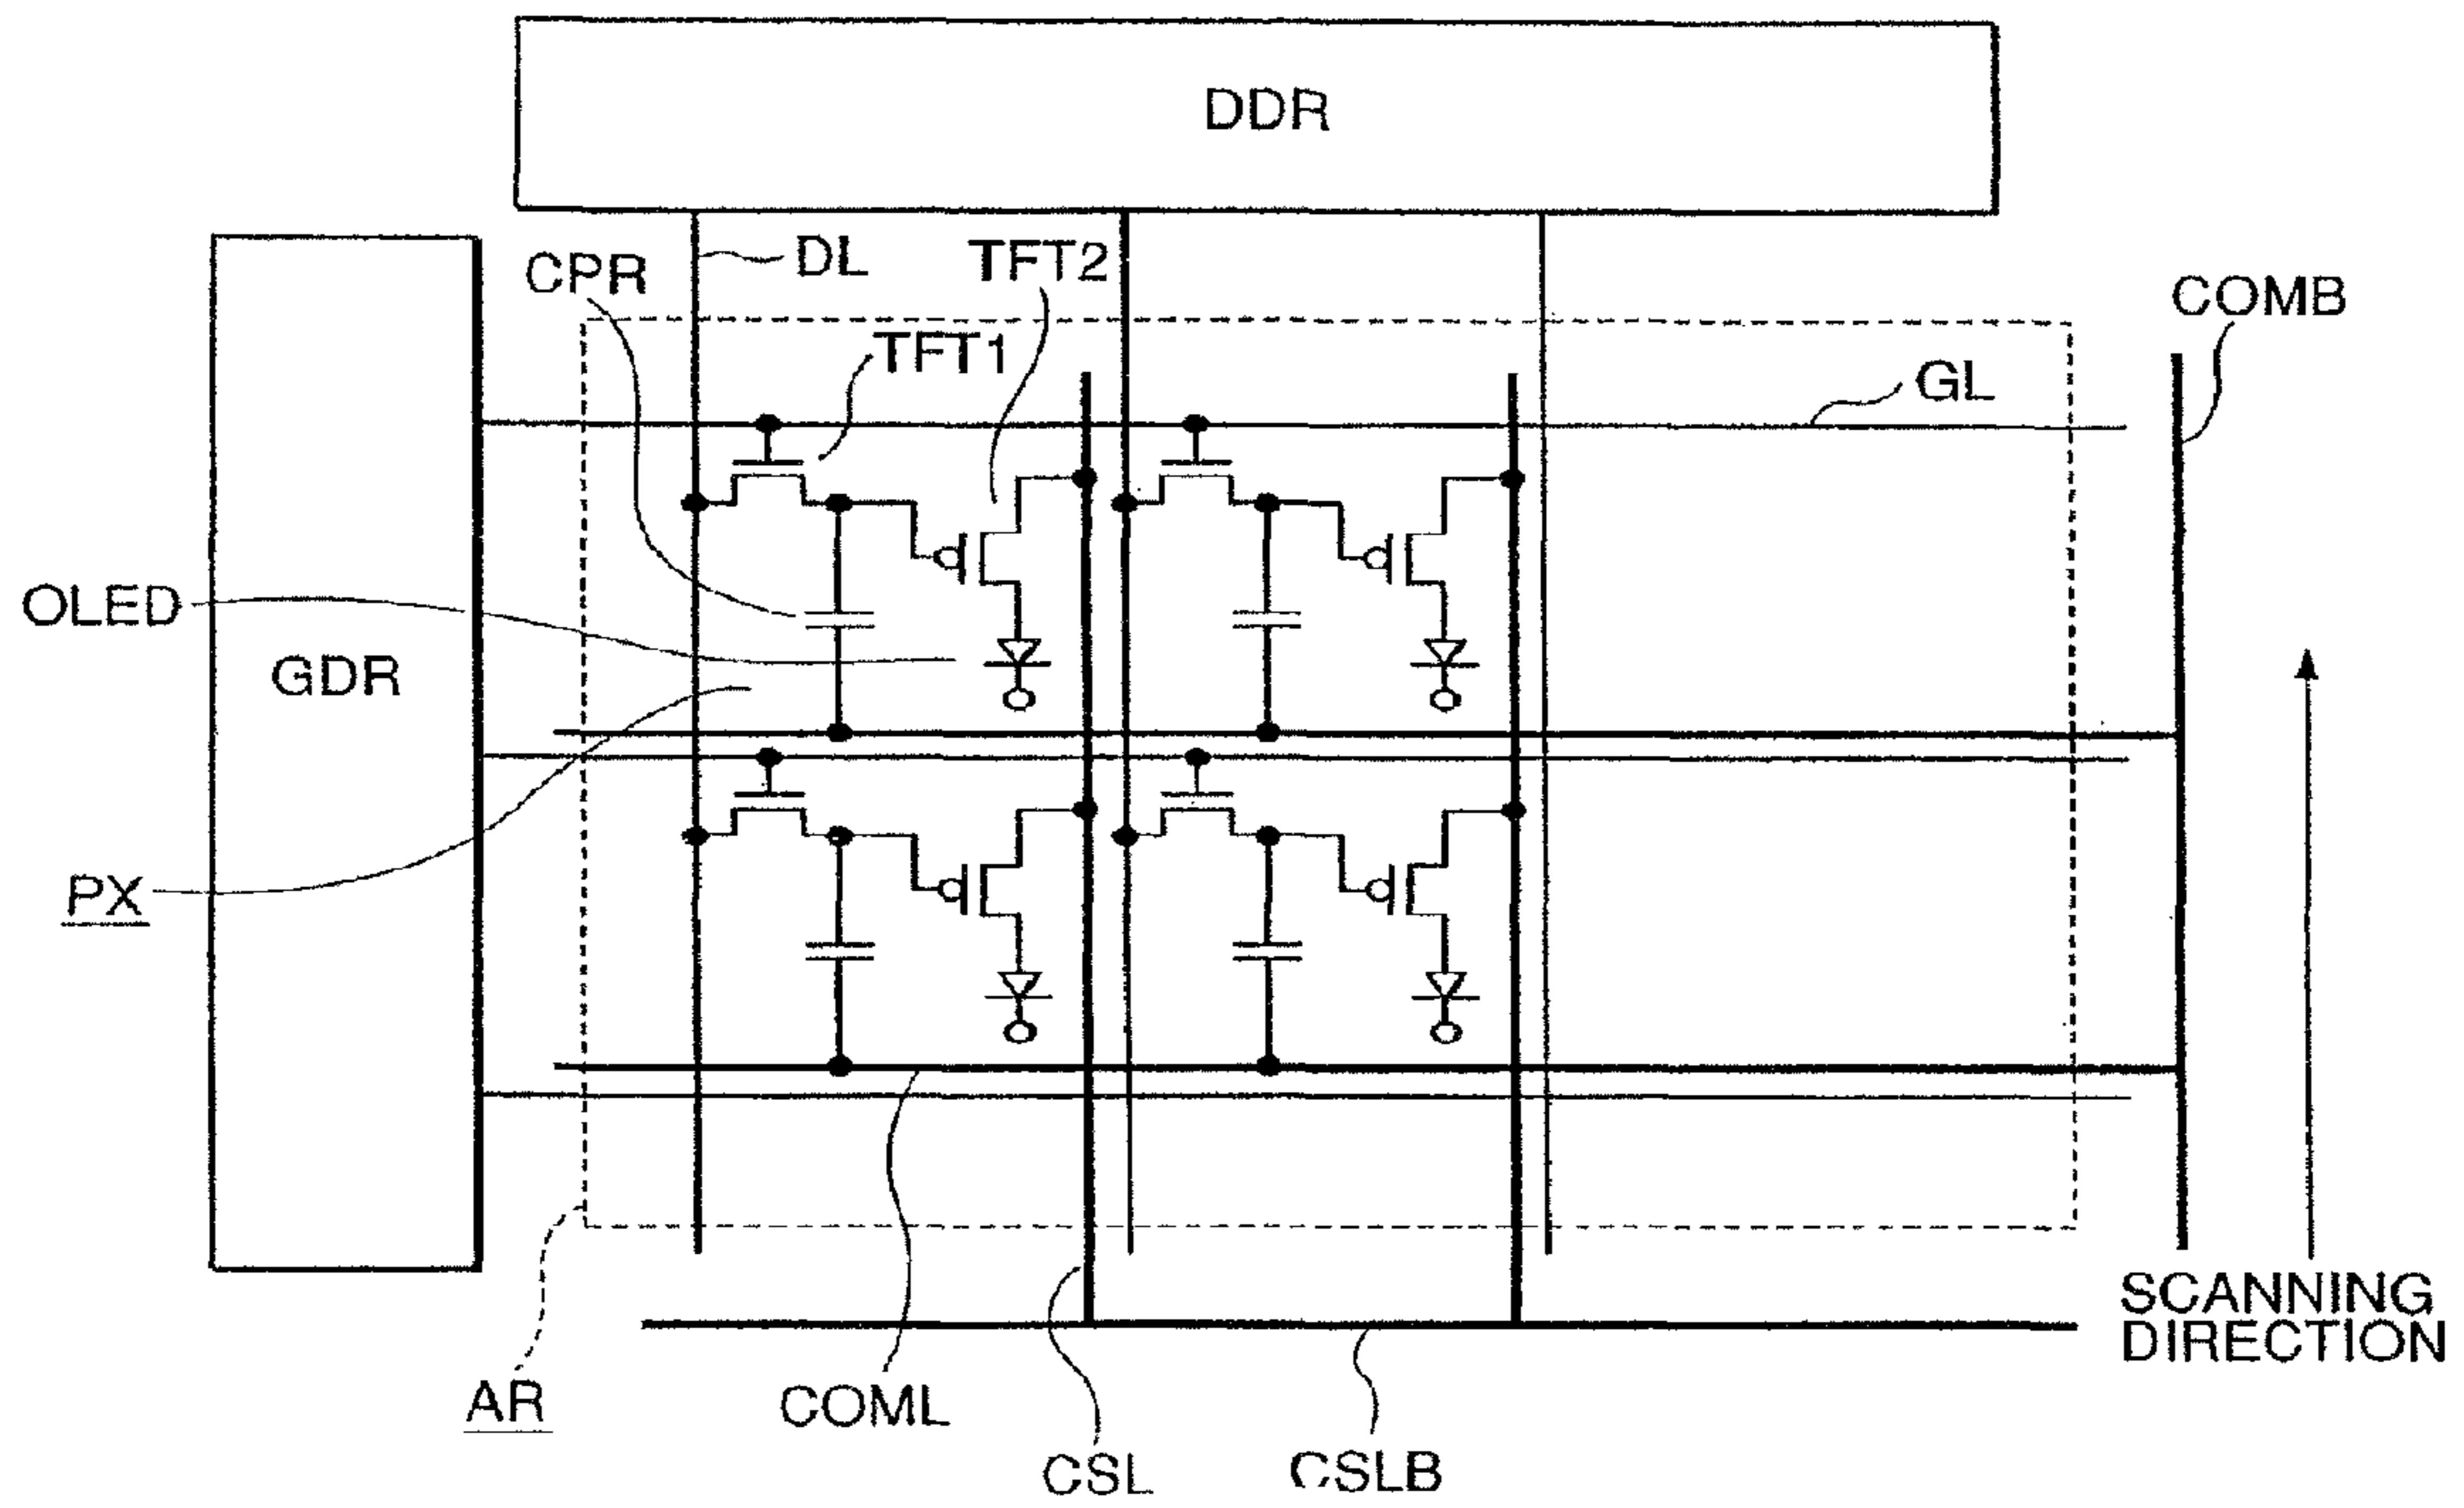 DDR
CPR
DL
TFT2
COMB
TFT1
GL
OLED
GDR
PX
SCANNING
DIRECTION
AR
COML
CSL
CSLB